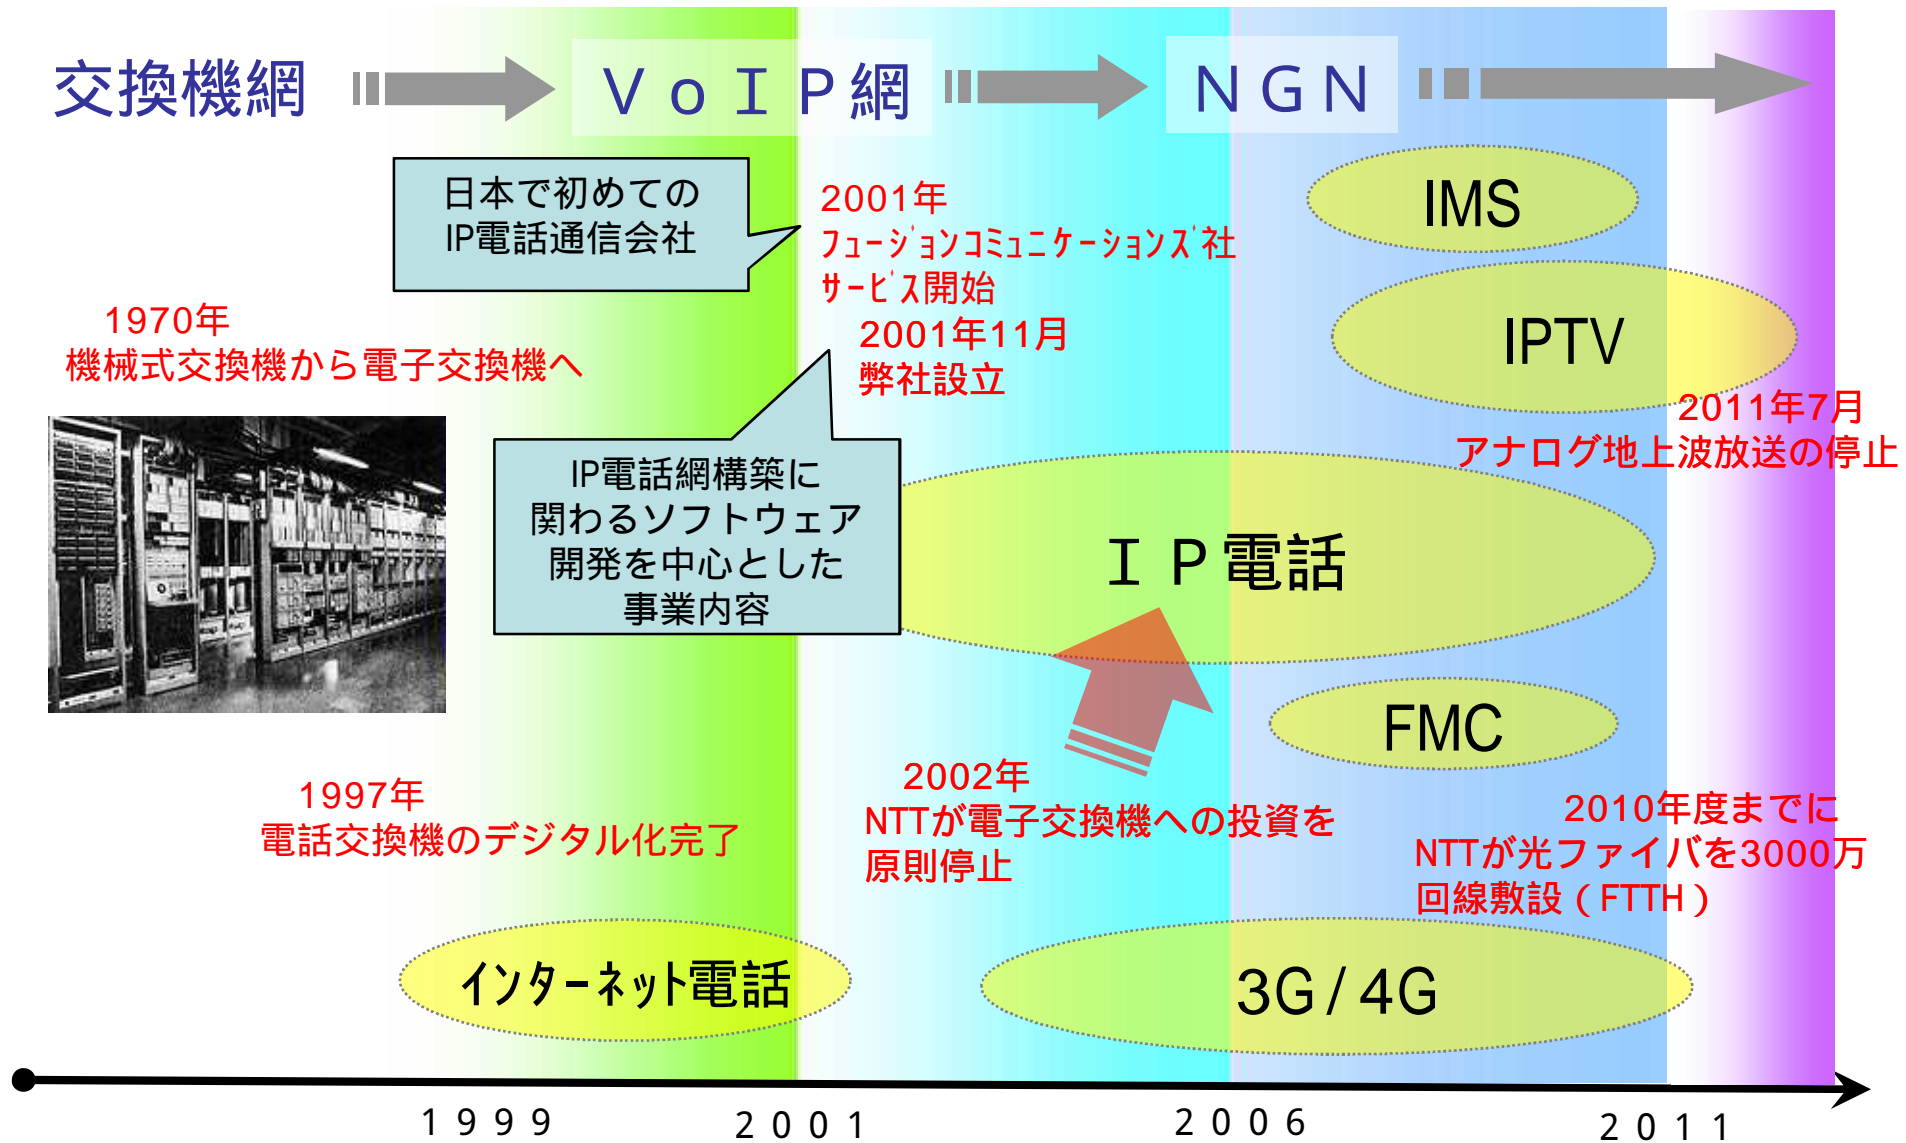 交換機網
ＶｏＩＰ網
ＮＧＮ
日本で初めての
IP電話通信会社
2001年
ﾌｭｰｼﾞｮﾝｺﾐｭﾆｹｰｼｮﾝｽﾞ社
ｻｰﾋﾞｽ開始
2001年11月
弊社設立
IMS
IPTV
1970年
機械式交換機から電子交換機へ
2011年7月
アナログ地上波放送の停止
IP電話網構築に
関わるソフトウェア
開発を中心とした
事業内容
ＩＰ電話
FMC
1997年
電話交換機のデジタル化完了
2002年
NTTが電子交換機への投資を
原則停止
2010年度までに
NTTが光ファイバを3000万
回線敷設（FTTH）
ｲﾝﾀｰﾈｯﾄ電話
3G/4G
１９９９
２００１
２００６
２０１１